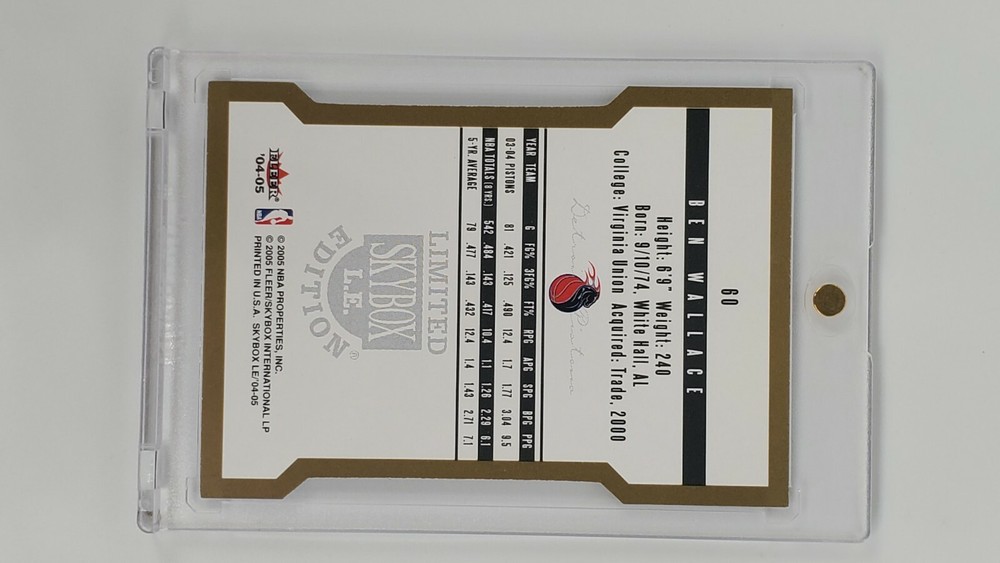 60
BEN WALLACE
Height: 6'9" Weight: 240
Born: 9/10/74, White Hall, AL
College: Virginia Union Acquired: Trade, 2000
Detroit Pistons
YEAR TEAM G FG% 3FG% FT% RPG APG SPG BPG PPG
03-04 PISTONS 81 .421 .125 .490 12.4 1.7 1.77 3.04 9.5
NBA TOTALS (8 YRS.) 542 .484 .143 .417 10.4 1.1 1.26 2.29 6.1
5-YR. AVERAGE 79 .477 .143 .432 12.4 1.4 1.43 2.71 7.1
LIMITED
SKYBOX
L.E.
EDITION®
FLEER®
'04-05
NBA
© 2005 NBA PROPERTIES, INC.
© 2005 FLEER/SKYBOX INTERNATIONAL LP
PRINTED IN U.S.A. SKYBOX LE/'04-05